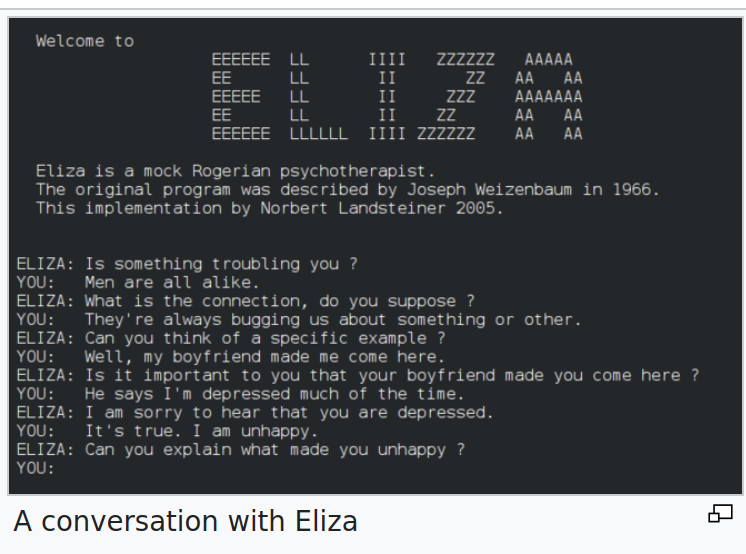 Welcome to
EEEEEE  LL      IIII   ZZZZZZ   AAAAA
EE      LL       II       ZZ   AA   AA
EEEEE   LL       II     ZZZ    AAAAAAA
EE      LL       II    ZZ      AA   AA
EEEEEE  LLLLLL  IIII ZZZZZZ    AA   AA
Eliza is a mock Rogerian psychotherapist.
The original program was described by Joseph Weizenbaum in 1966.
This implementation by Norbert Landsteiner 2005.
ELIZA: Is something troubling you ?
YOU:   Men are all alike.
ELIZA: What is the connection, do you suppose ?
YOU:   They're always bugging us about something or other.
ELIZA: Can you think of a specific example ?
YOU:   Well, my boyfriend made me come here.
ELIZA: Is it important to you that your boyfriend made you come here ?
YOU:   He says I'm depressed much of the time.
ELIZA: I am sorry to hear that you are depressed.
YOU:   It's true. I am unhappy.
ELIZA: Can you explain what made you unhappy ?
YOU:
A conversation with Eliza